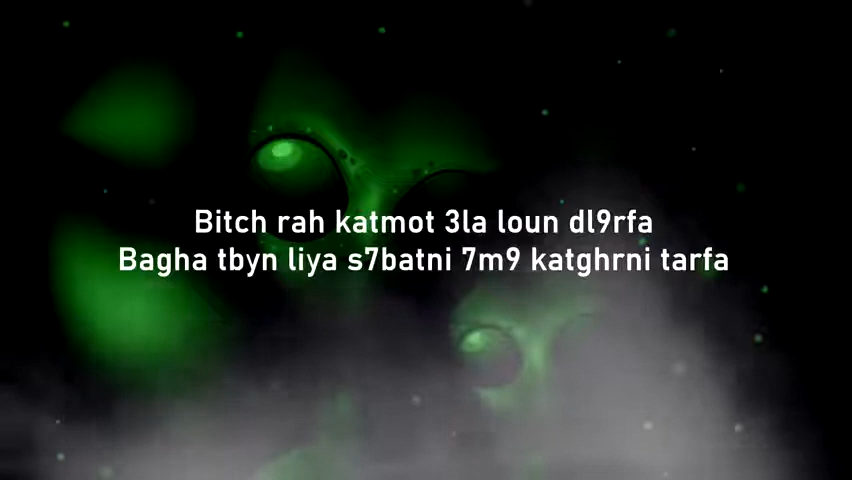 Bitch rah katmot 3la loun dl9rfa
Bagha tbyn liya s7batni 7m9 katghrni tarfa